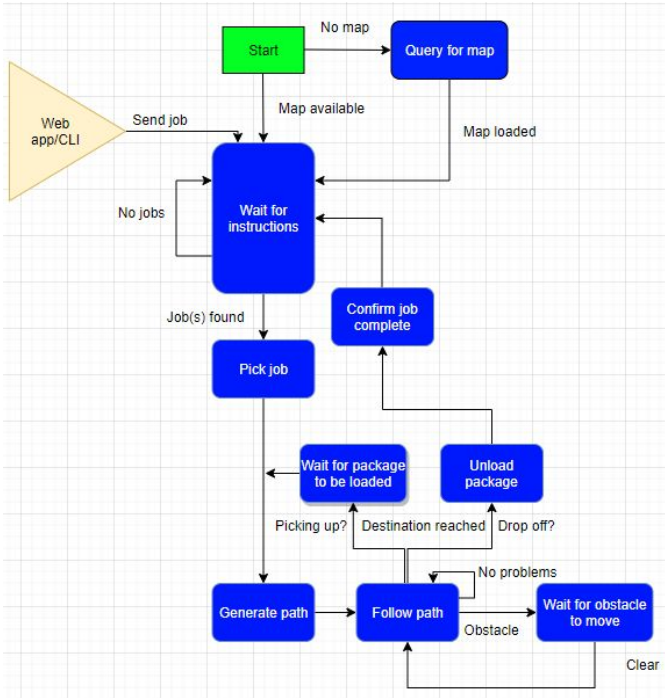 No map
Start
Query for map
Map available
Web
app/CLI
Send job
Map loaded
Wait for
instructions
No jobs
Confirm job
complete
Job(s) found
Pick job
Wait for package
to be loaded
Unload
package
Picking up?
Destination reached
Drop off?
No problems
Generate path
Follow path
Wait for obstacle
to move
Obstacle
Clear